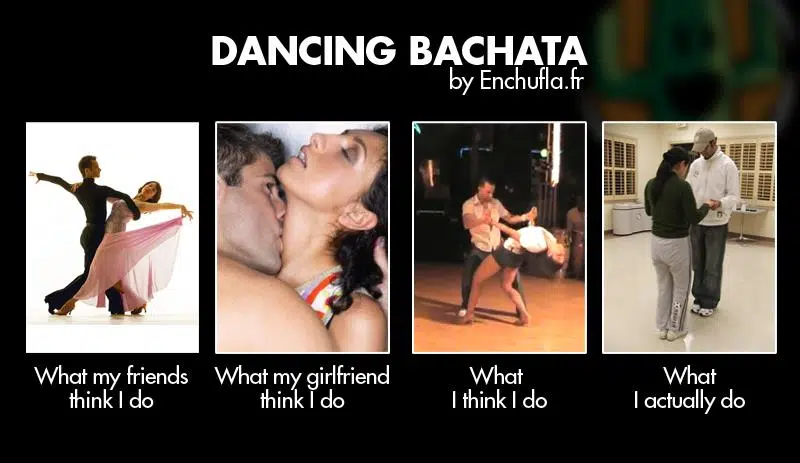 DANCING BACHATA
by Enchufla.fr
What my friends
think I do
What my girlfriend
think I do
What
I think I do
What
I actually do